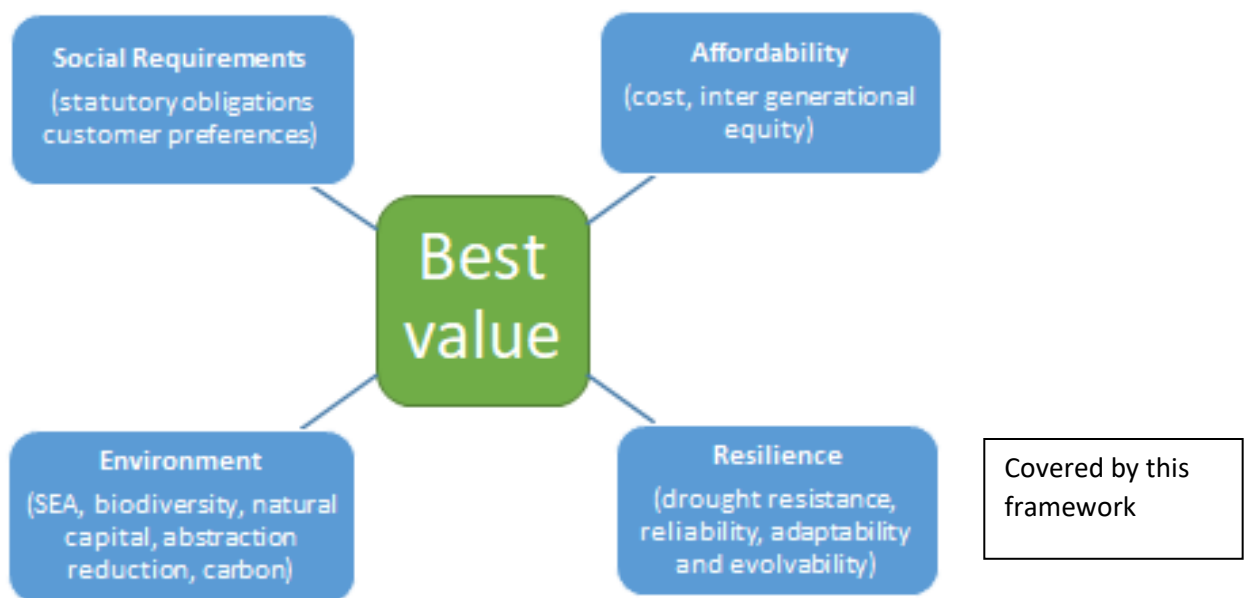 Social Requirements
(statutory obligations
customer preferences)
Affordability
(cost, inter generational
equity)
Best
value
Environment
(SEA, biodiversity, natural
capital, abstraction
reduction, carbon)
Resilience
(drought resistance,
reliability, adaptability
and evolvability)
Covered by this
framework